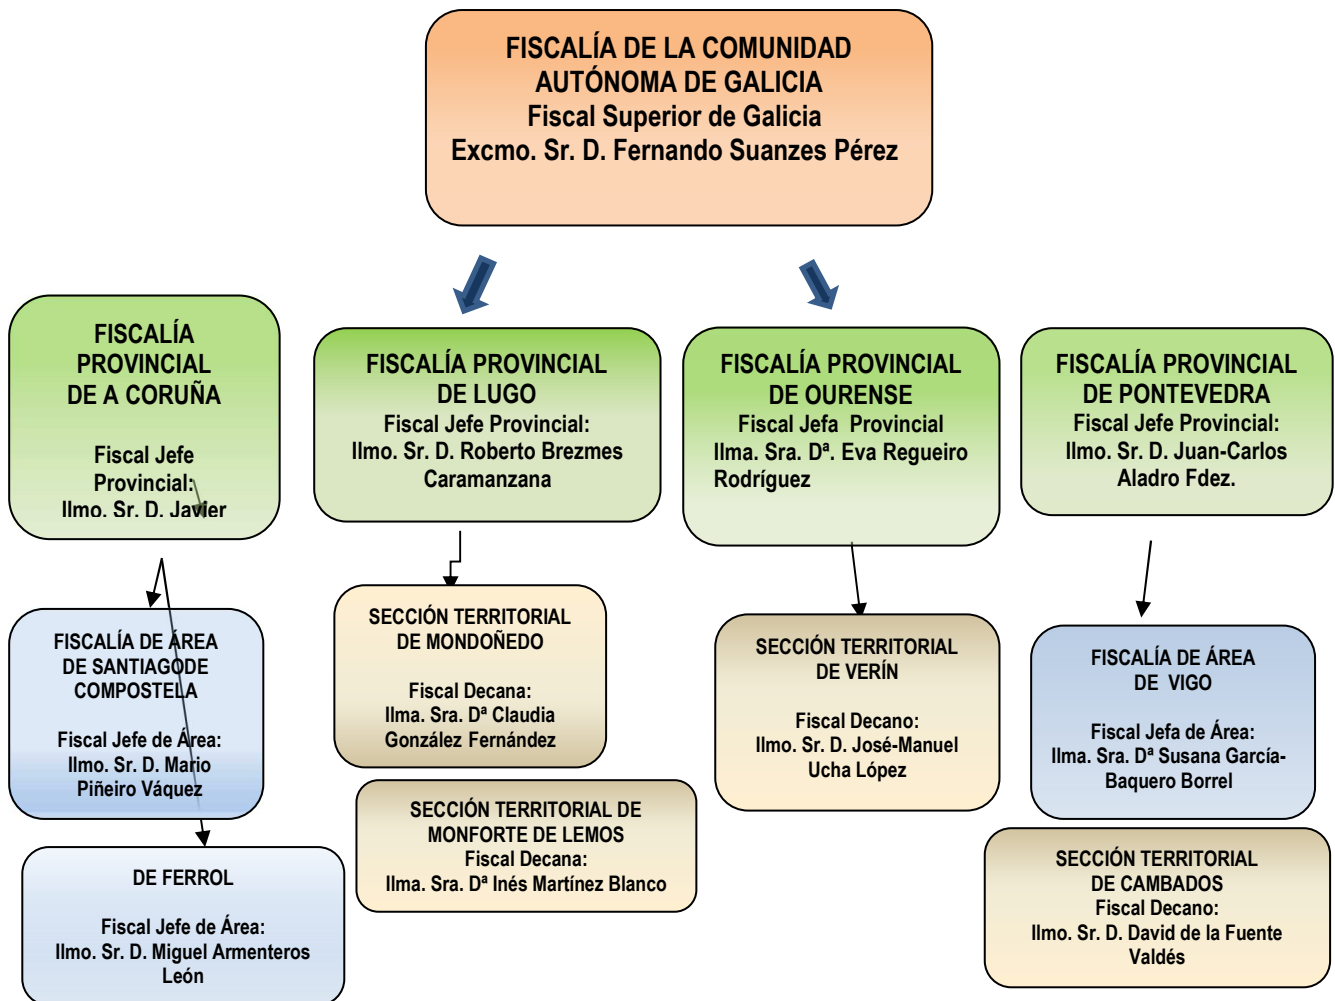 FISCALÍA DE LA COMUNIDAD
AUTÓNOMA DE GALICIA
Fiscal Superior de Galicia
Excmo. Sr. D. Fernando Suanzes Pérez
FISCALÍA
PROVINCIAL
DE A CORUÑA
Fiscal Jefe
Provincial:
Ilmo. Sr. D. Javier
FISCALÍA PROVINCIAL
DE LUGO
Fiscal Jefe Provincial:
Ilmo. Sr. D. Roberto Brezmes
Caramanzana
FISCALÍA PROVINCIAL
DE OURENSE
Fiscal Jefa Provincial
Ilma. Sra. Dª. Eva Regueiro
Rodríguez
FISCALÍA PROVINCIAL
DE PONTEVEDRA
Fiscal Jefe Provincial:
Ilmo. Sr. D. Juan-Carlos
Aladro Fdez.
FISCALÍA DE ÁREA
DE SANTIAGODE
COMPOSTELA
Fiscal Jefe de Área:
Ilmo. Sr. D. Mario
Piñeiro Váquez
DE FERROL
Fiscal Jefe de Área:
Ilmo. Sr. D. Miguel Armenteros
León
SECCIÓN TERRITORIAL
DE MONDOÑEDO
Fiscal Decana:
Ilma. Sra. Dª Claudia
González Fernández
SECCIÓN TERRITORIAL DE
MONFORTE DE LEMOS
Fiscal Decana:
Ilma. Sra. Dª Inés Martínez Blanco
SECCIÓN TERRITORIAL
DE VERÍN
Fiscal Decano:
Ilmo. Sr. D. José-Manuel
Ucha López
FISCALÍA DE ÁREA
DE VIGO
Fiscal Jefa de Área:
Ilma. Sra. Dª Susana García-
Baquero Borrel
SECCIÓN TERRITORIAL
DE CAMBADOS
Fiscal Decano:
Ilmo. Sr. D. David de la Fuente
Valdés